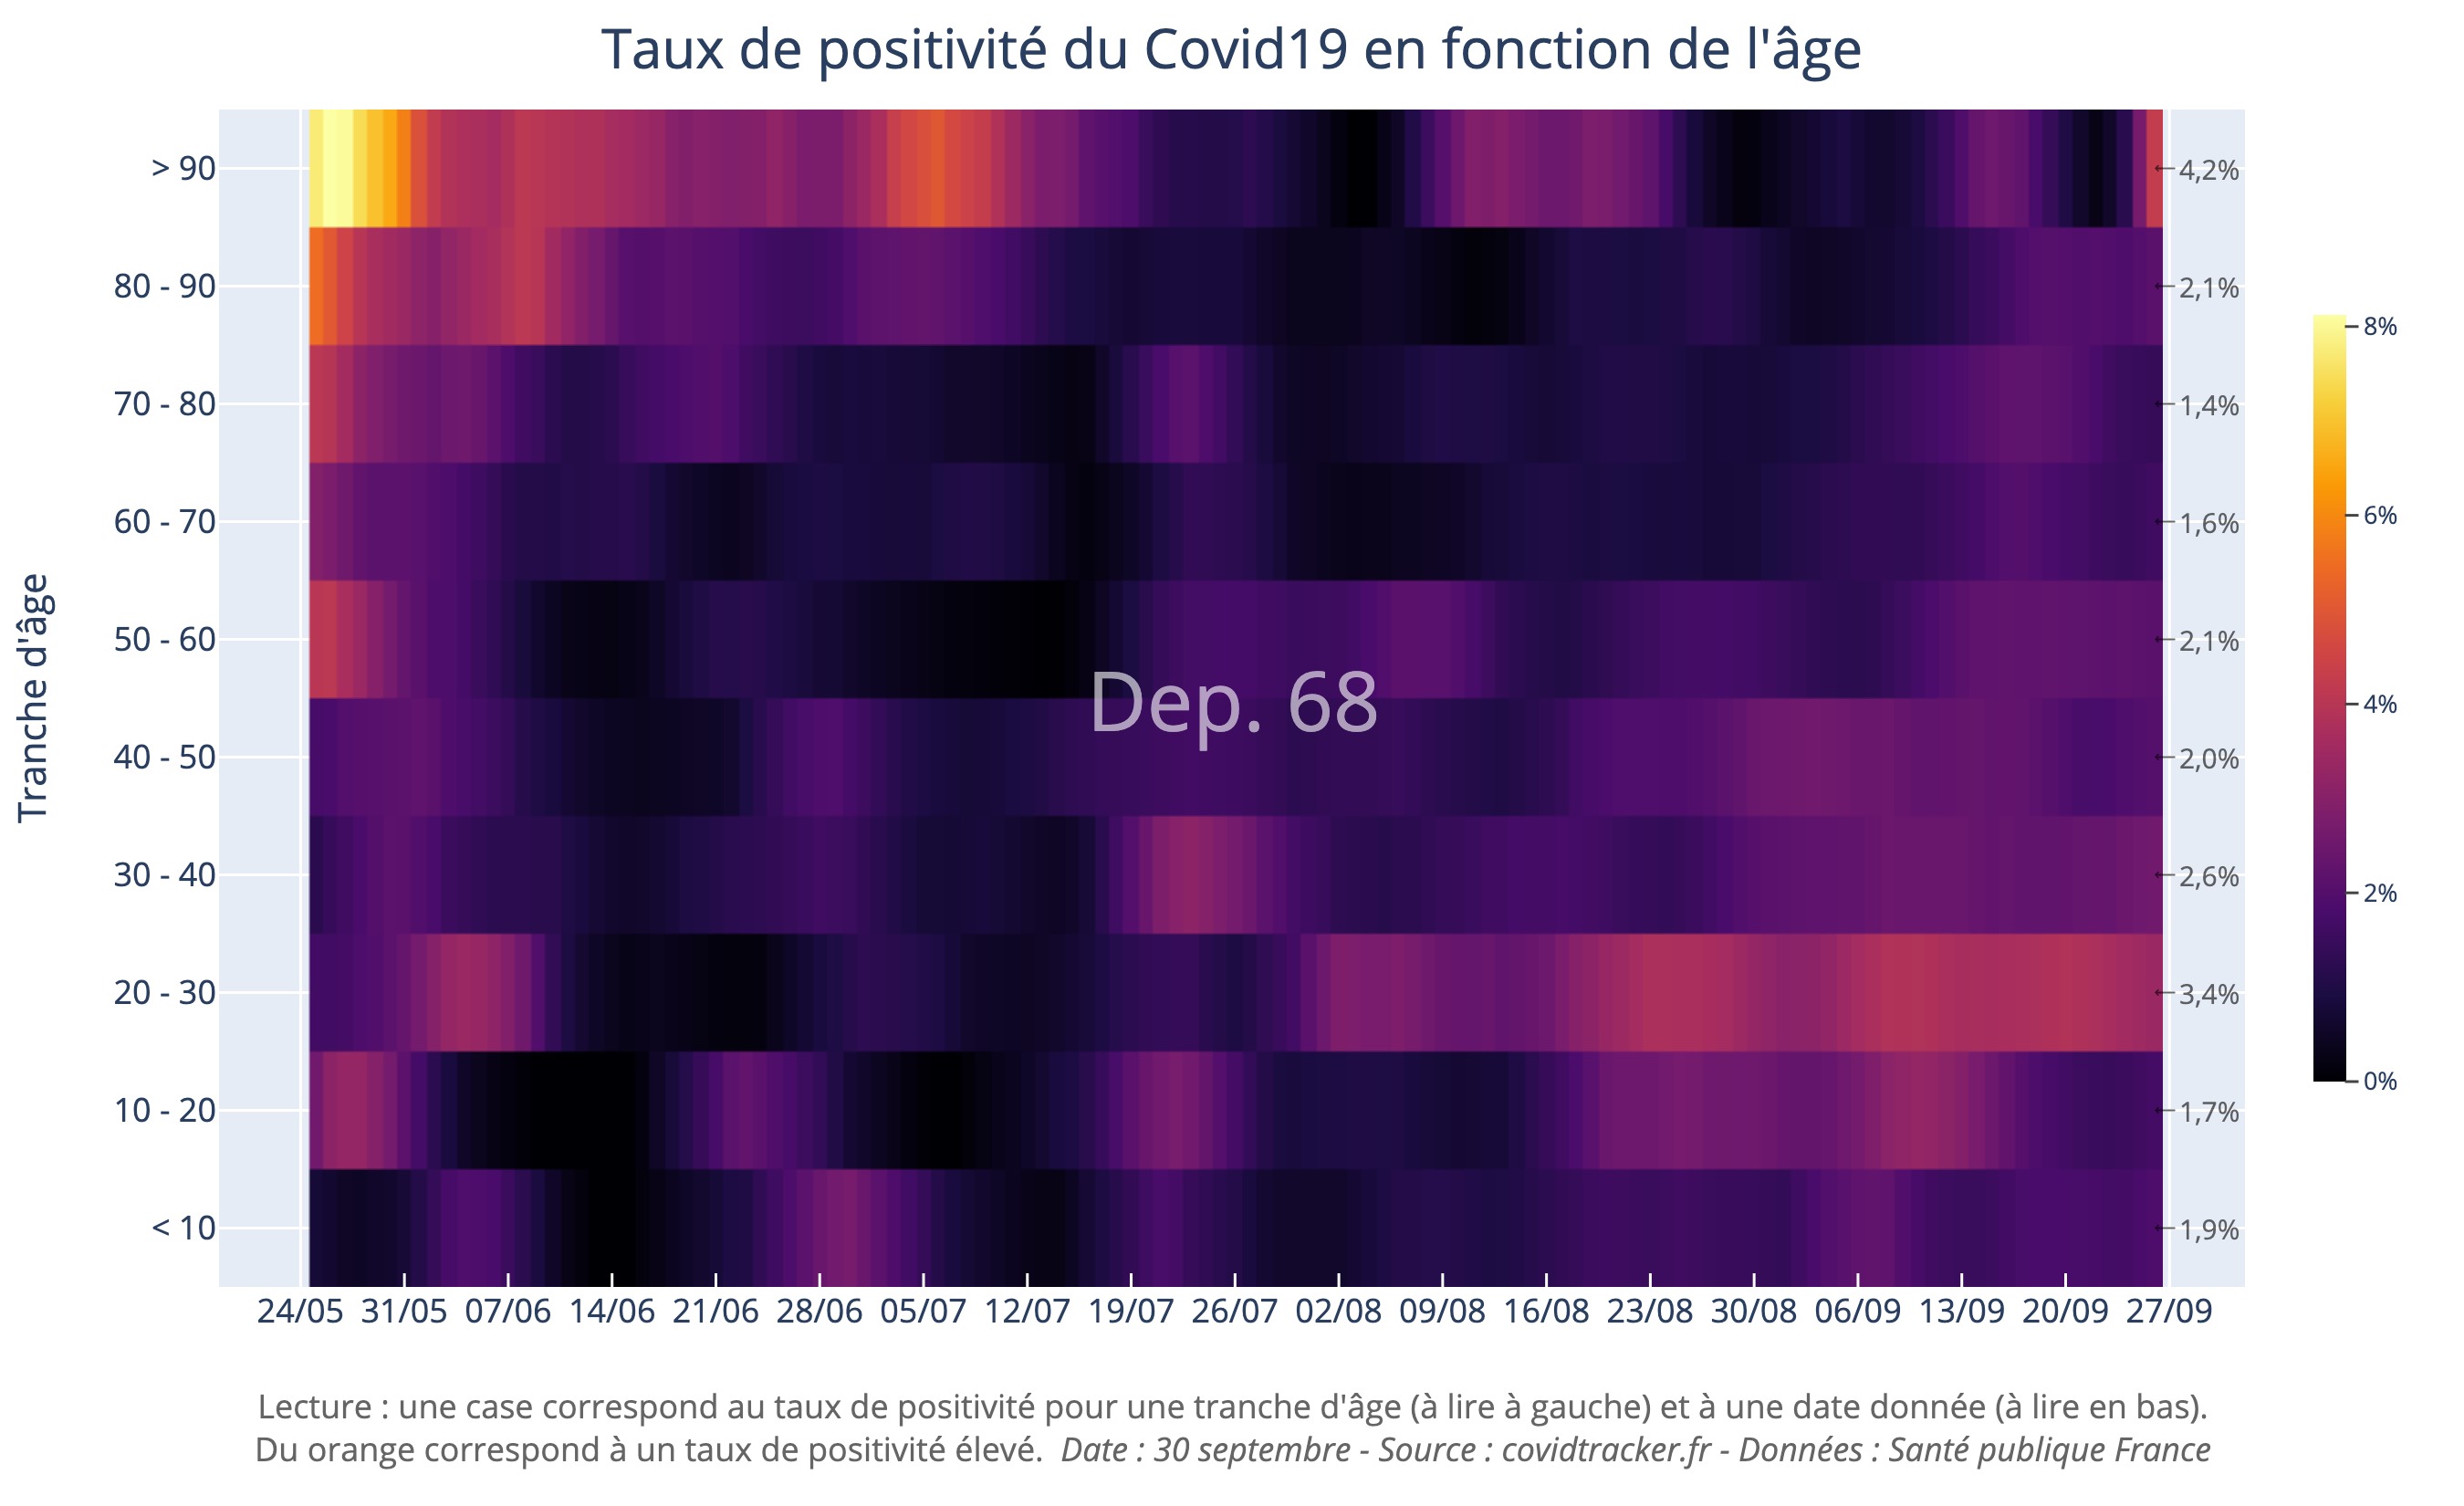 Taux de positivité du Covid19 en fonction de l'âge
Tranche d'âge
> 90
80 - 90
70 - 80
60 - 70
50 - 60
40 - 50
30 - 40
20 - 30
10 - 20
< 10
Dep. 68
4,2%
2,1%
1,4%
1,6%
2,1%
2,0%
2,6%
3,4%
1,7%
1,9%
8%
6%
4%
2%
0%
24/05 31/05 07/06 14/06 21/06 28/06 05/07 12/07 19/07 26/07 02/08 09/08 16/08 23/08 30/08 06/09 13/09 20/09 27/09
Lecture : une case correspond au taux de positivité pour une tranche d'âge (à lire à gauche) et à une date donnée (à lire en bas).
Du orange correspond à un taux de positivité élevé. Date : 30 septembre - Source : covidtracker.fr - Données : Santé publique France